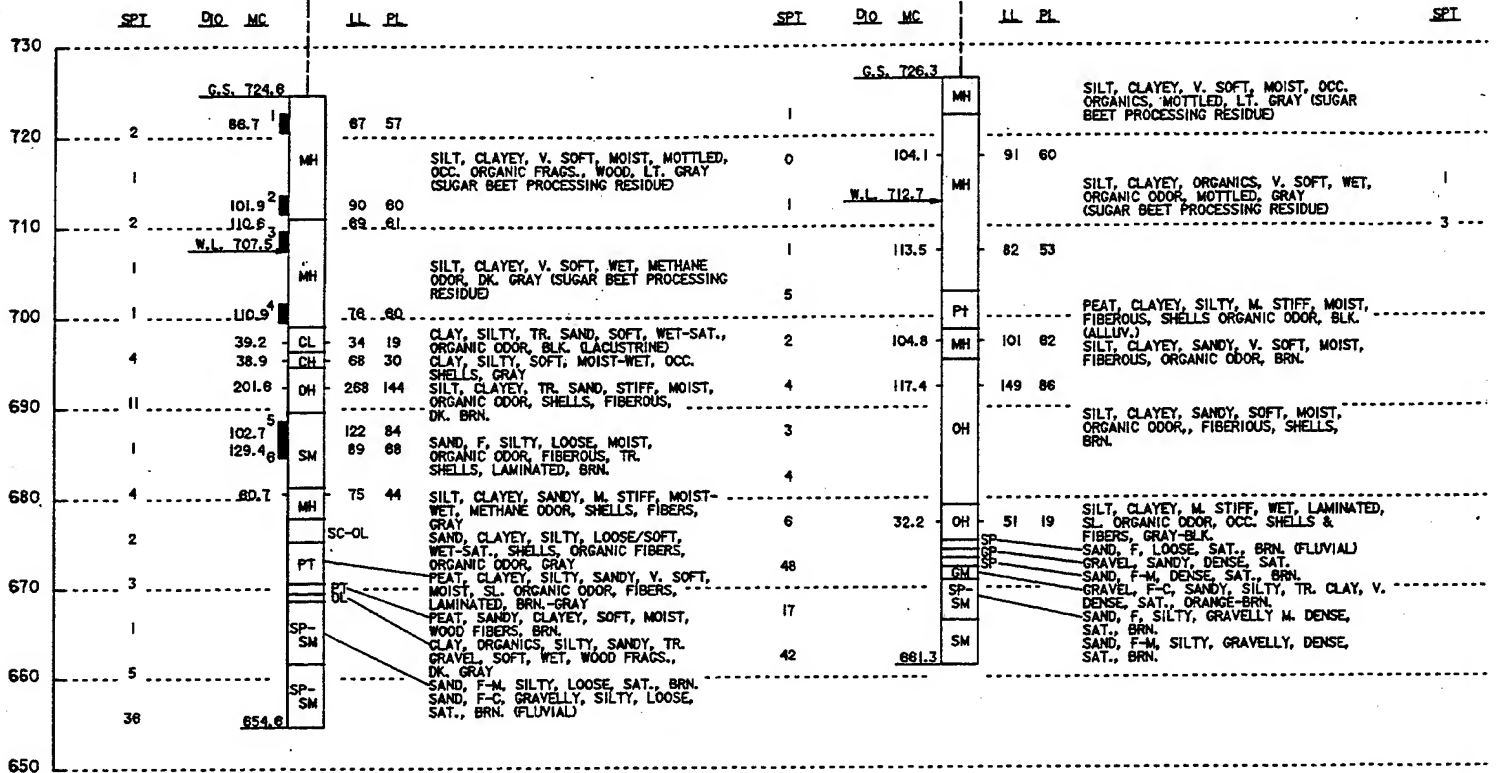 SPT D10 MC LL PL SPT D10 MC LL PL SPT
730
G.S. 724.6
G.S. 726.3
MH
SILT, CLAYEY, V. SOFT, MOIST, OCC.
ORGANICS, MOTTLED, LT. GRAY (SUGAR
BEET PROCESSING RESIDUE)
2
1
67 57
1
720
MH
SILT, CLAYEY, V. SOFT, MOIST, MOTTLED,
OCC. ORGANIC FRAGS., WOOD, LT. GRAY
(SUGAR BEET PROCESSING RESIDUE)
0
104.1
91 60
1
MH
SILT, CLAYEY, ORGANICS, V. SOFT, WET,
ORGANIC ODOR, MOTTLED, GRAY
(SUGAR BEET PROCESSING RESIDUE)
1
101.9 2
90 60
1
W.L. 712.7
2
110.6
3
3
710
W.L. 707.5
1
113.5
82 53
1
MH
SILT, CLAYEY, V. SOFT, WET, METHANE
ODOR, DK. GRAY (SUGAR BEET PROCESSING
RESIDUE)
5
1
110.9 4
76 60
Pt
PEAT, CLAYEY, SILTY, M. STIFF, MOIST,
FIBEROUS, SHELLS ORGANIC ODOR, BLK.
(ALLUV.)
700
39.2
CL
34 19
CLAY, SILTY, TR. SAND, SOFT, WET-SAT.,
ORGANIC ODOR, BLK. (LACUSTRINE)
2
104.8
MH
101 62
SILT, CLAYEY, SANDY, V. SOFT, MOIST,
FIBEROUS, ORGANIC ODOR, BRN.
4
38.9
CH
68 30
CLAY, SILTY, SOFT, MOIST-WET, OCC.
SHELLS, GRAY
201.6
OH
268 144
SILT, CLAYEY, TR. SAND, STIFF, MOIST,
ORGANIC ODOR, SHELLS, FIBEROUS,
DK. BRN.
4
117.4
149 86
11
690
OH
SILT, CLAYEY, SANDY, SOFT, MOIST,
ORGANIC ODOR,, FIBERIOUS, SHELLS,
BRN.
5
102.7
122 84
3
1
129.4 6
SM
89 68
SAND, F, SILTY, LOOSE, MOIST,
ORGANIC ODOR, FIBEROUS, TR.
SHELLS, LAMINATED, BRN.
4
680
4
60.7
MH
75 44
SILT, CLAYEY, SANDY, M. STIFF, MOIST-
WET, METHANE ODOR, SHELLS, FIBERS,
GRAY
6
32.2
OH
51 19
SILT, CLAYEY, M. STIFF, WET, LAMINATED,
SL. ORGANIC ODOR, OCC. SHELLS &
FIBERS, GRAY-BLK.
2
SC-OL
SAND, CLAYEY, SILTY, LOOSE/SOFT,
WET-SAT., SHELLS, ORGANIC FIBERS,
ORGANIC ODOR, GRAY
SP
SAND, F, LOOSE, SAT., BRN. (FLUVIAL)
48
GP
GRAVEL, SANDY, DENSE, SAT.
SP
SAND, F-M, DENSE, SAT., BRN.
PT
PEAT, CLAYEY, SILTY, SANDY, V. SOFT,
MOIST, SL. ORGANIC ODOR, FIBERS,
LAMINATED, BRN.-GRAY
GM
GRAVEL, F-C, SANDY, SILTY, TR. CLAY, V.
DENSE, SAT., ORANGE-BRN.
670
3
PT
PEAT, SANDY, CLAYEY, SOFT, MOIST,
WOOD FIBERS, BRN.
17
SP-
SM
SAND, F, SILTY, GRAVELLY M. DENSE,
SAT., BRN.
OL
CLAY, ORGANICS, SILTY, SANDY, TR.
GRAVEL, SOFT, WET, WOOD FRAGS.,
DK. GRAY
42
SM
SAND, F-M, SILTY, GRAVELLY, DENSE,
SAT., BRN.
661.3
1
SP-
SM
SAND, F-M, SILTY, LOOSE, SAT., BRN.
660
5
SP-
SM
SAND, F-C, GRAVELLY, SILTY, LOOSE,
SAT., BRN. (FLUVIAL)
36
654.6
650